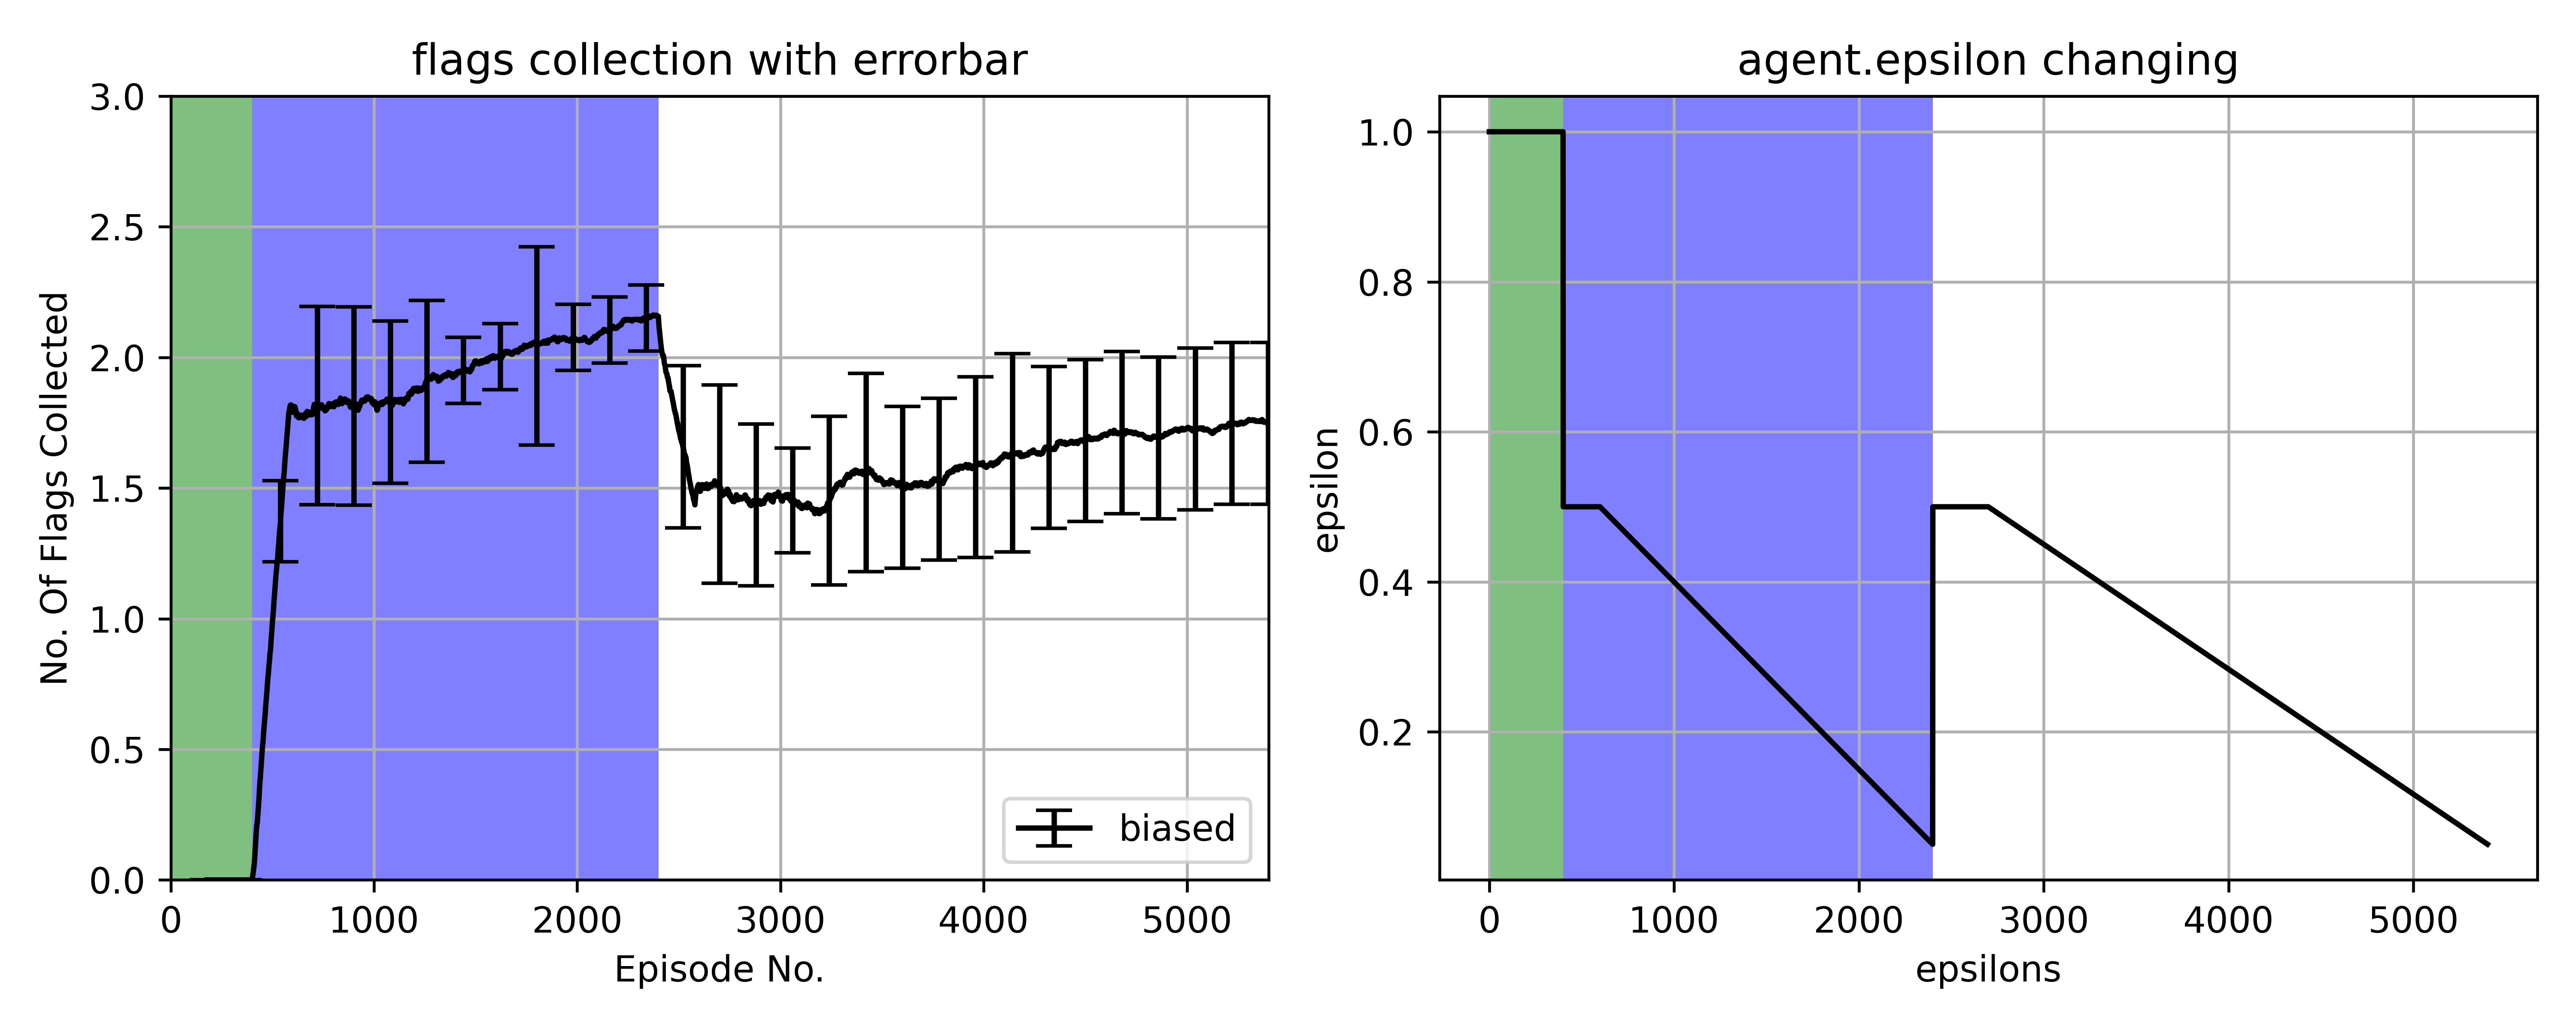 flags collection with errorbar
No. Of Flags Collected
3.0
2.5
2.0
1.5
1.0
0.5
0.0
0 1000 2000 3000 4000 5000
Episode No.
biased
agent.epsilon changing
epsilon
1.0
0.8
0.6
0.4
0.2
0 1000 2000 3000 4000 5000
epsilons